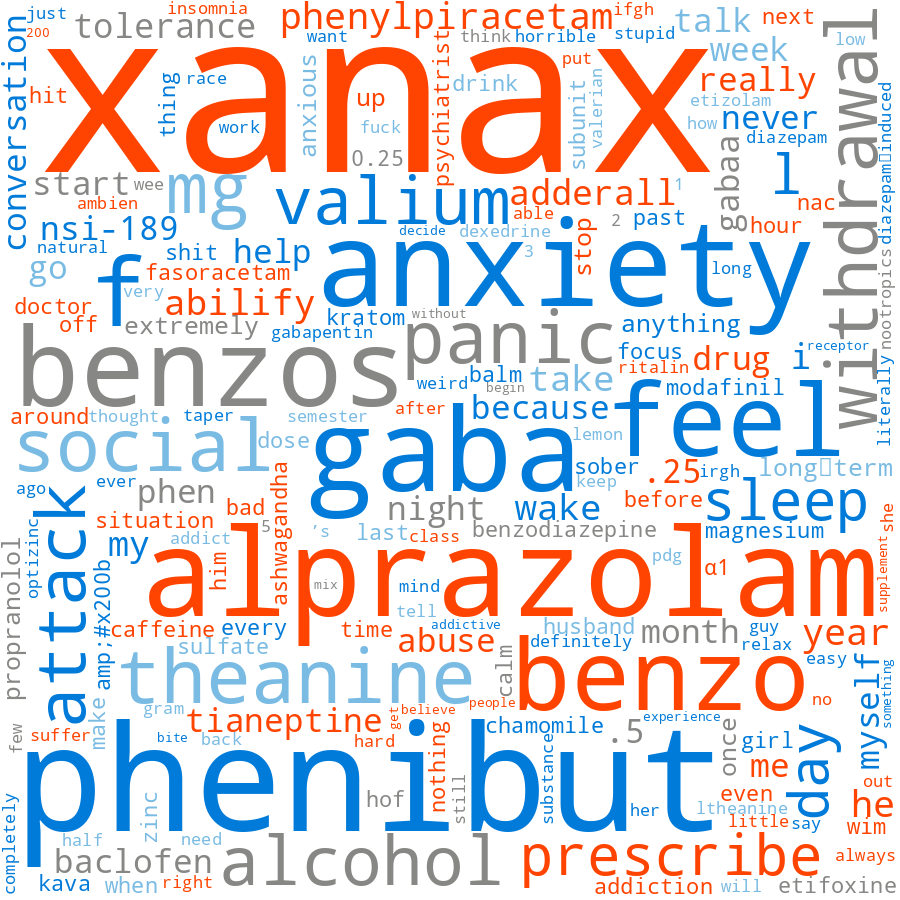 just
insomnia
phenylpiracetam
ifgh
200
tolerance
want
think
horrible
stupid
talk
next
low
conversation
xanax
thing
race
anxious
drink
psychiatrist
put
week
really
hit
work
up
fuck
0.25
subunit
valerian
etizolam
how
never
diazepam
withdrawal
diazepam induced
start
wee
mg
valium
adderall
1
l
gabaa
nac
ambien
able
2
past
hour
nsi-189
decide
dexedrine
stop
natural
shit
help
anxiety
3
long
nootropics
go
f
fasoracetam
very
abilify
doctor
off
extremely
gabapentin
kratom
without
panic
anything
receptor
benzos
focus
drug
i
weird
balm
take
ritalin
modafinil
begin
literally
around
thought
taper
semester
after
because
feel
social
dose
gaba
lemon
sober
.25
irgh
long term
keep
ago
ever
phen
night
wake
before
sleep
attack
situation
bad
5
ashwagandha
's
last
class
benzodiazepine
magnesium
she
optizinc
my
addict
him
alprazolam
pdg
α1
supplement
mix
mind
amp;#x200b
propranolol
caffeine
every
time
tell
addictive
husband
month
guy
year
sulfate
abuse
definitely
relax
theanine
calm
benzo
easy
myself
something
make
gram
tianeptine
get
believe
people
no
few
suffer
bite
back
hard
nothing
chamomile
.5
experience
once
girl
day
phenibut
me
out
substance
hof
still
her
ltheanine
even
little
say
he
wim
completely
zinc
half
need
baclofen
alcohol
prescribe
always
kava
when
right
addiction
will
etifoxine